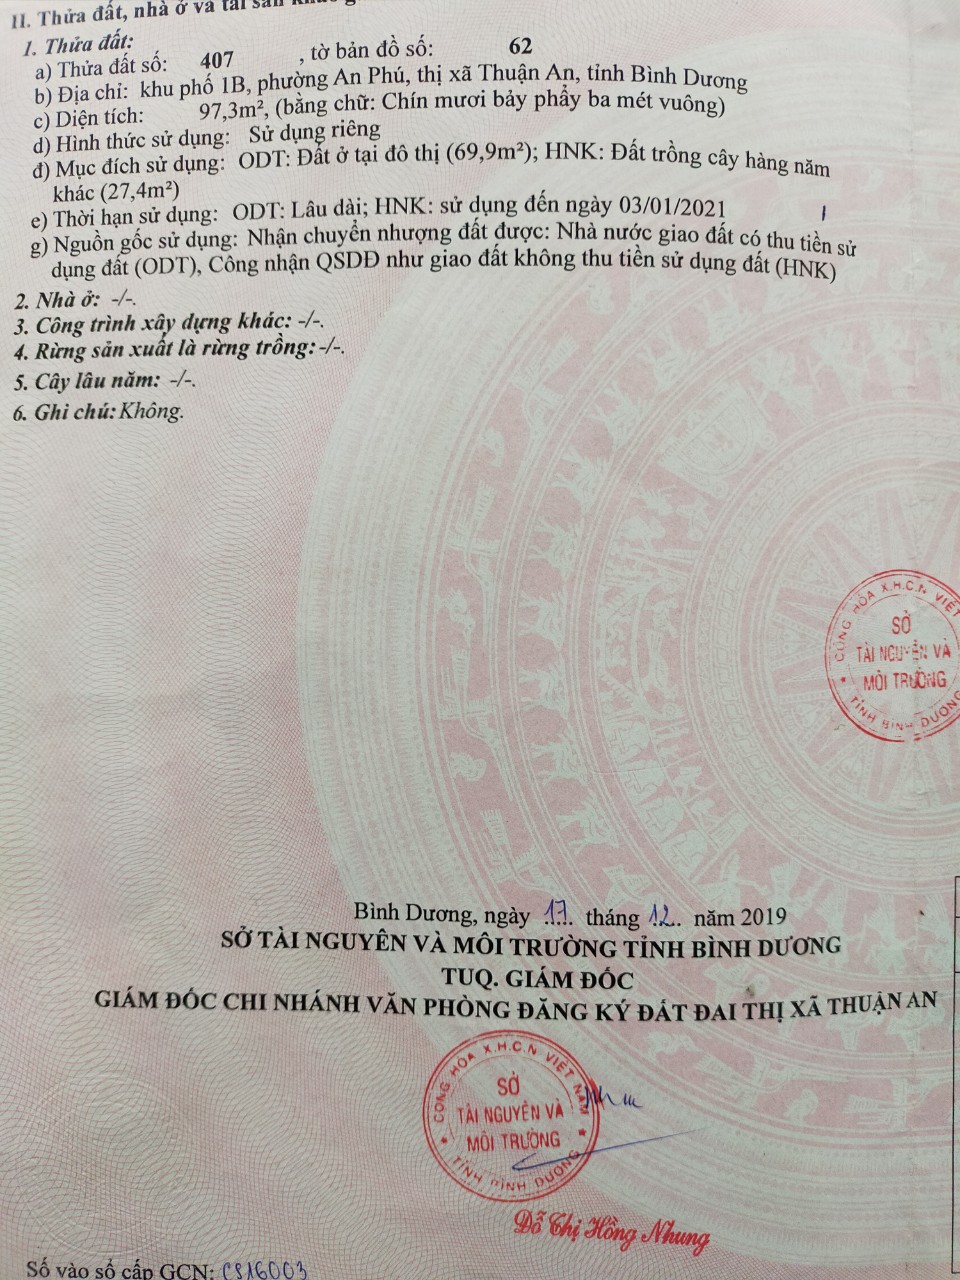 II. Thửa đất, nhà ở và tài sản khác
1. Thửa đất:
a) Thửa đất số: 407 , tờ bản đồ số: 62
b) Địa chỉ: khu phố 1B, phường An Phú, thị xã Thuận An, tỉnh Bình Dương
c) Diện tích: 97,3m², (bằng chữ: Chín mươi bảy phẩy ba mét vuông)
d) Hình thức sử dụng: Sử dụng riêng
đ) Mục đích sử dụng: ODT: Đất ở tại đô thị (69,9m²); HNK: Đất trồng cây hàng năm
khác (27,4m²)
e) Thời hạn sử dụng: ODT: Lâu dài; HNK: sử dụng đến ngày 03/01/2021
g) Nguồn gốc sử dụng: Nhận chuyển nhượng đất được: Nhà nước giao đất có thu tiền sử
dụng đất (ODT), Công nhận QSDĐ như giao đất không thu tiền sử dụng đất (HNK)
2. Nhà ở: -/-.
3. Công trình xây dựng khác: -/-.
4. Rừng sản xuất là rừng trồng: -/-.
5. Cây lâu năm: -/-.
6. Ghi chú: Không.
CỘNG HÒA X.H.C.N VIỆT
SỞ
TÀI NGUYÊN VÀ
MÔI TRƯỜNG
TỈNH BÌNH DƯƠNG
Bình Dương, ngày 17 tháng 12 năm 2019
SỞ TÀI NGUYÊN VÀ MÔI TRƯỜNG TỈNH BÌNH DƯƠNG
TUQ. GIÁM ĐỐC
GIÁM ĐỐC CHI NHÁNH VĂN PHÒNG ĐĂNG KÝ ĐẤT ĐAI THỊ XÃ THUẬN AN
CỘNG HÒA X.H.C.N VIỆT NAM
SỞ
TÀI NGUYÊN VÀ
MÔI TRƯỜNG
TỈNH BÌNH DƯƠNG
Đỗ Thị Hồng Nhung
Số vào sổ cấp GCN: CS16003